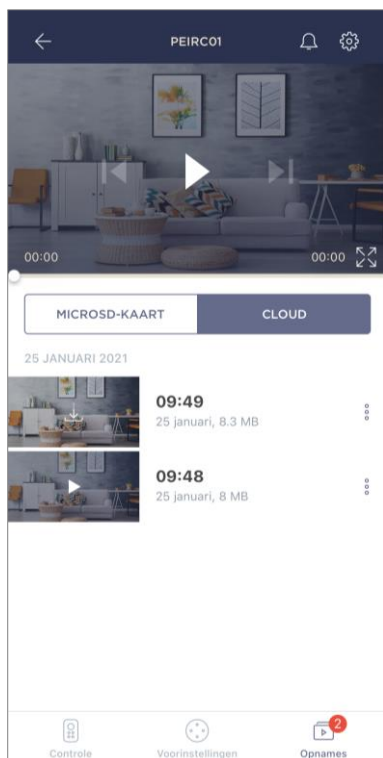 PEIRC01
00:00
00:00
MICROSD-KAART
CLOUD
25 JANUARI 2021
09:49
25 januari, 8.3 MB
09:48
25 januari, 8 MB
2
Controle
Voorinstellingen
Opnames